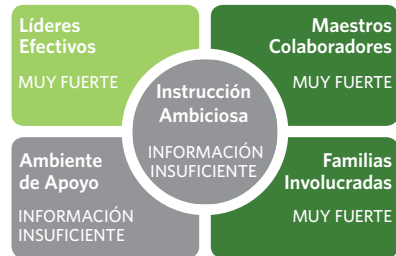 Líderes
Efectivos
MUY FUERTE
Maestros
Colaboradores
MUY FUERTE
Instrucción
Ambiciosa
INFORMACIÓN
INSUFICIENTE
Ambiente
de Apoyo
INFORMACIÓN
INSUFICIENTE
Familias
Involucradas
MUY FUERTE